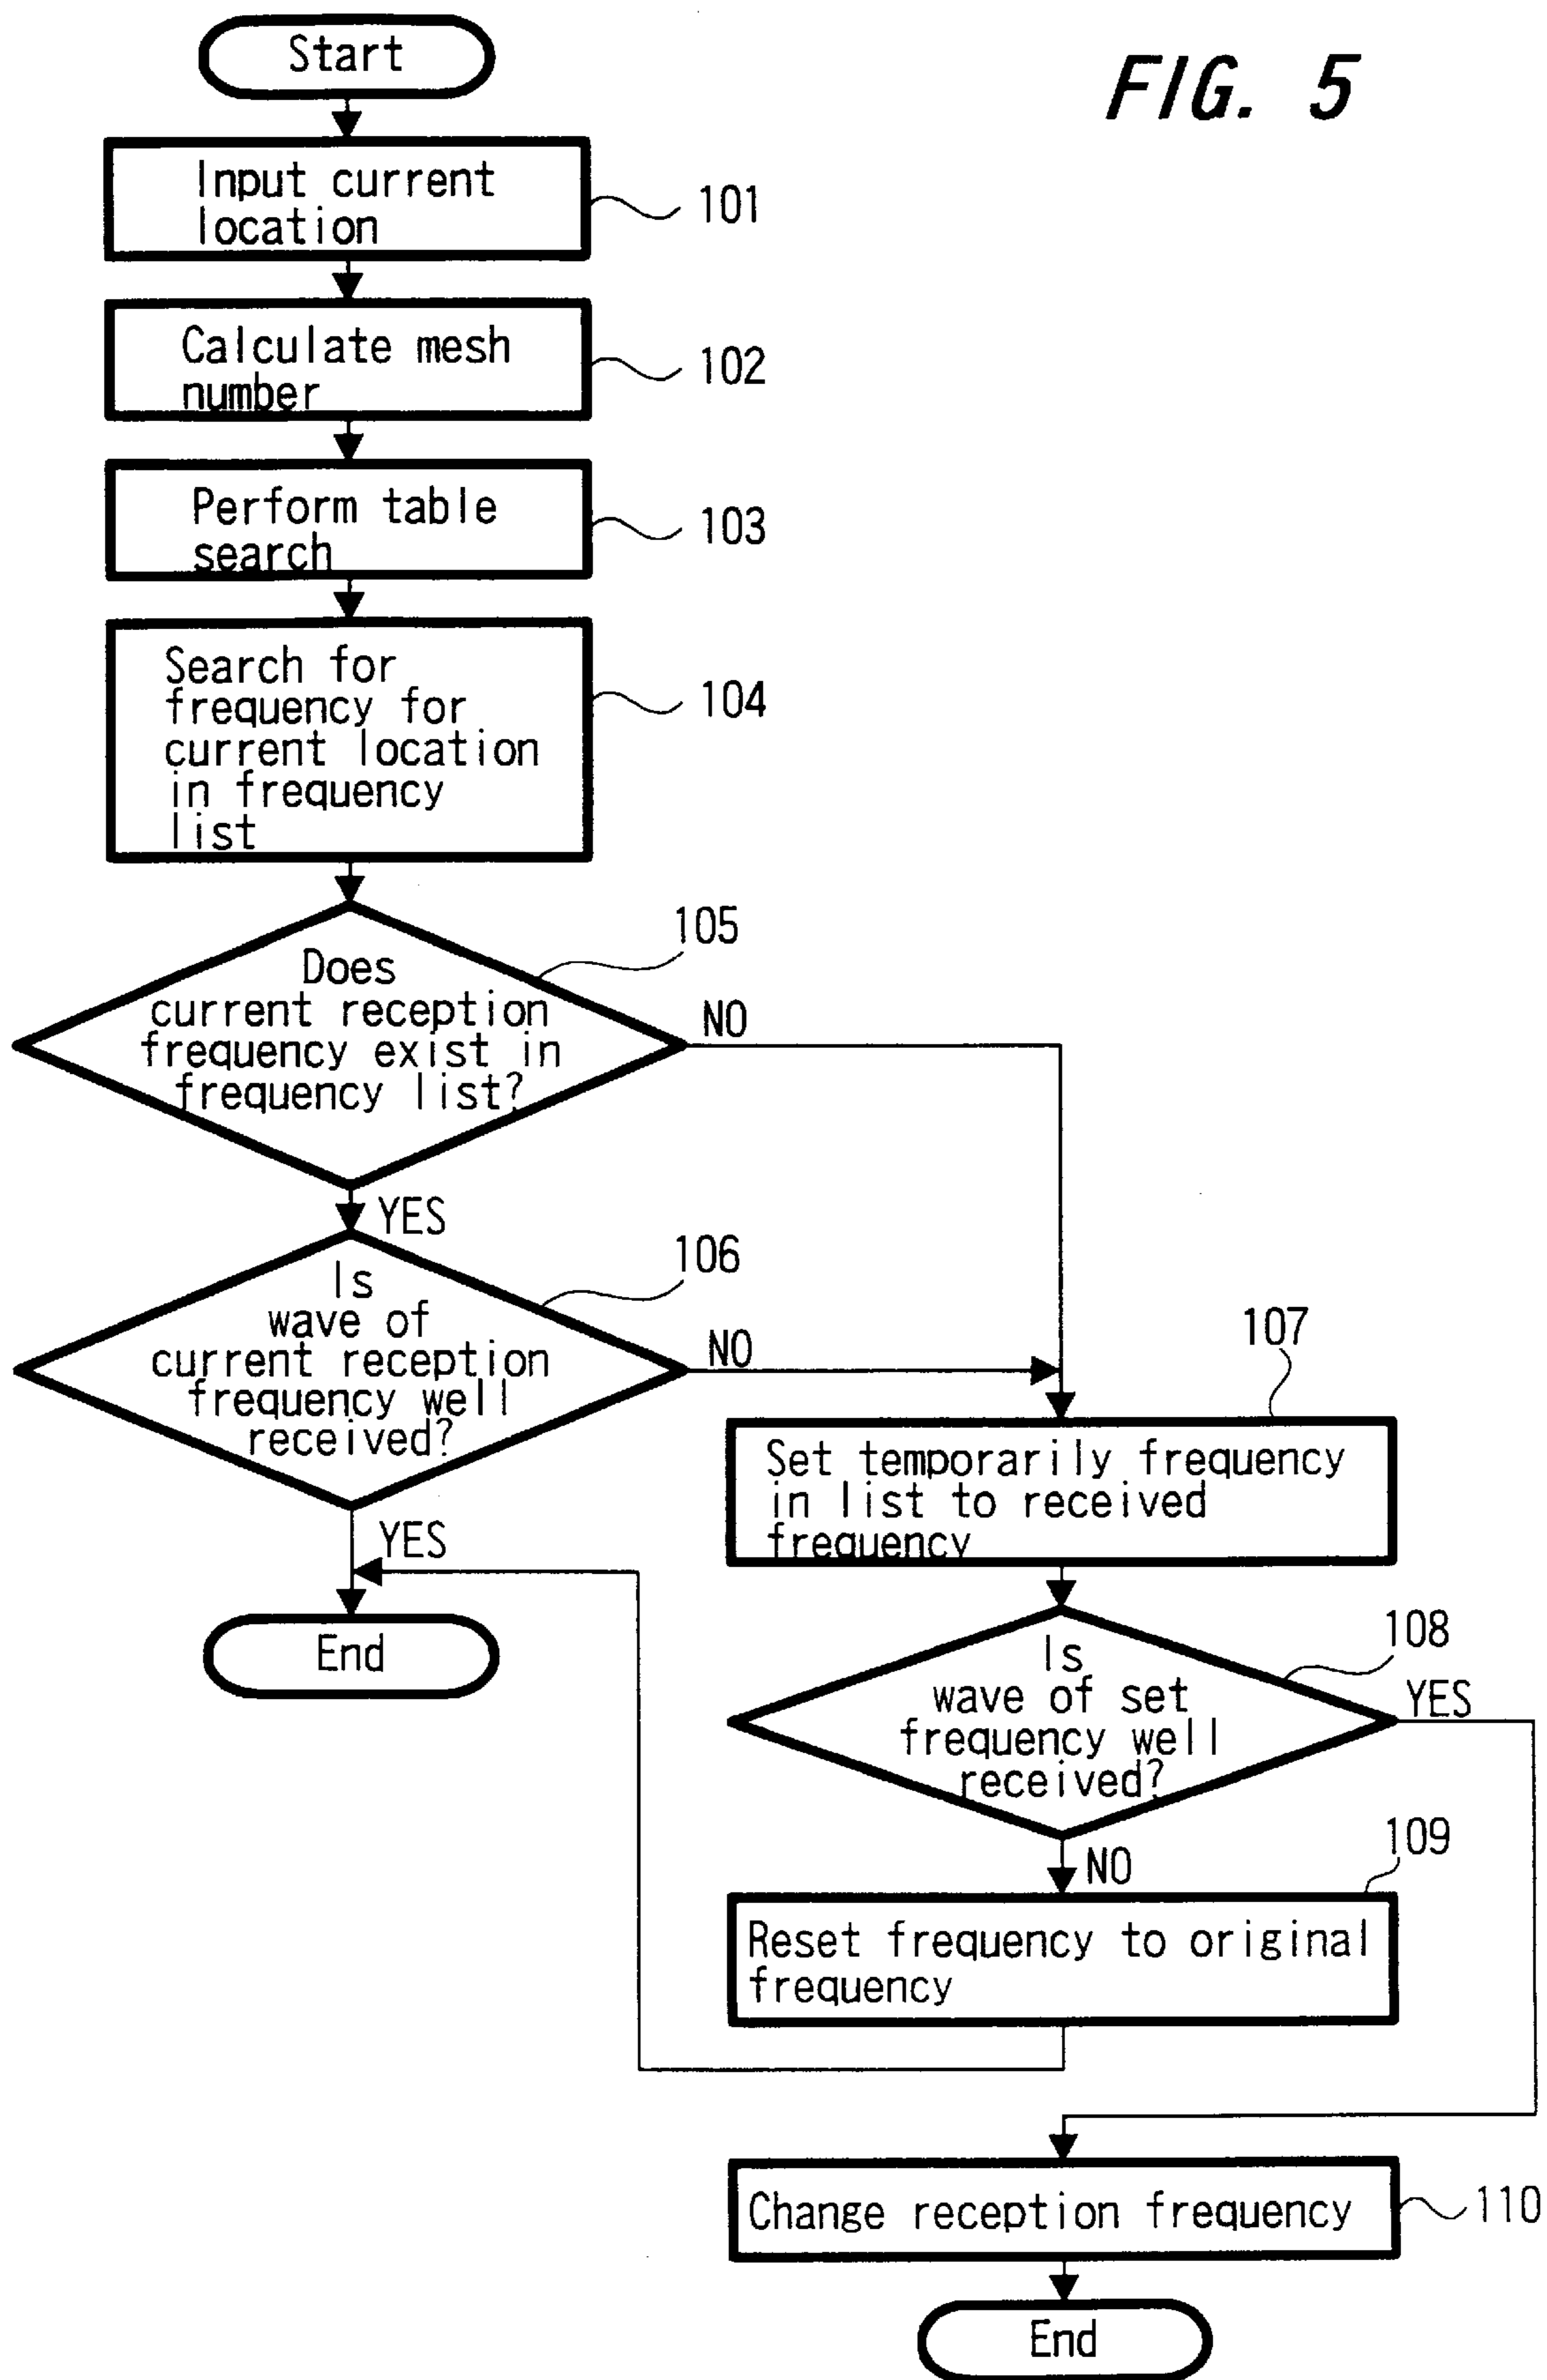 FIG. 5
Start
Input current
location
101
Calculate mesh
number
102
Perform table
search
103
Search for
frequency for
current location
in frequency
list
104
105
Does
current reception
frequency exist in
frequency list?
NO
YES
106
Is
wave of
current reception
frequency well
received?
NO
YES
End
107
Set temporarily frequency
in list to received
frequency
108
Is
wave of set
frequency well
received?
YES
NO
109
Reset frequency to original
frequency
Change reception frequency
110
End